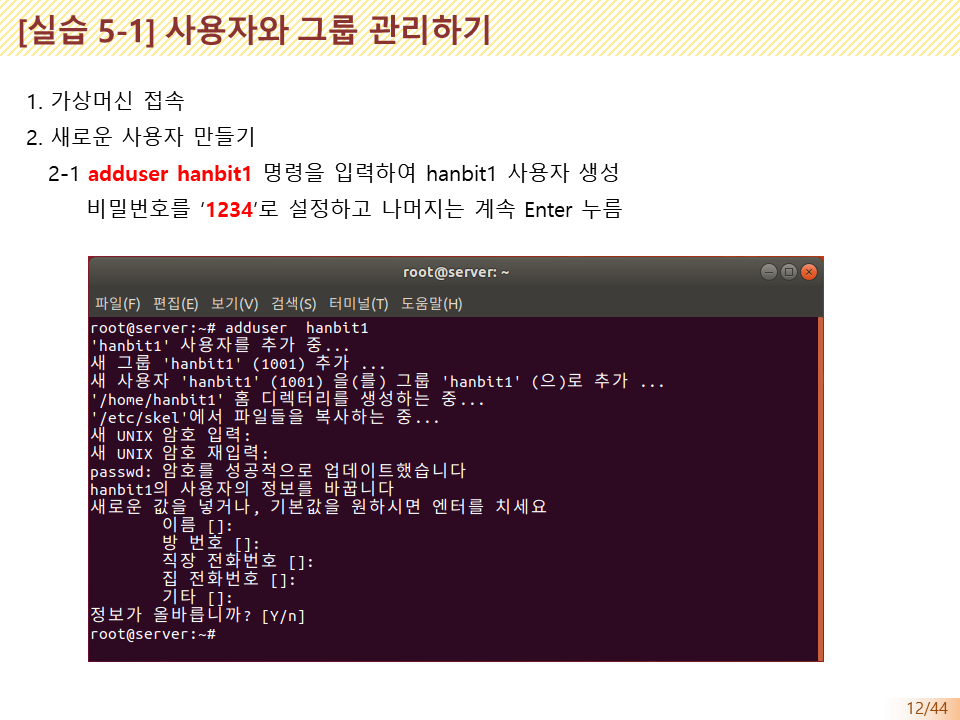 [실습 5-1] 사용자와 그룹 관리하기
1. 가상머신 접속
2. 새로운 사용자 만들기
2-1 adduser hanbit1 명령을 입력하여 hanbit1 사용자 생성
비밀번호를 '1234'로 설정하고 나머지는 계속 Enter 누름
root@server: ~
파일(F) 편집(E) 보기(V) 검색(S) 터미널(T) 도움말(H)
root@server:~# adduser  hanbit1
'hanbit1' 사용자를 추가 중...
새 그룹 'hanbit1' (1001) 추가 ...
새 사용자 'hanbit1' (1001) 을(를) 그룹 'hanbit1' (으)로 추가 ...
'/home/hanbit1' 홈 디렉터리를 생성하는 중...
'/etc/skel'에서 파일들을 복사하는 중...
새 UNIX 암호 입력:
새 UNIX 암호 재입력:
passwd: 암호를 성공적으로 업데이트했습니다
hanbit1의 사용자의 정보를 바꿉니다
새로운 값을 넣거나, 기본값을 원하시면 엔터를 치세요
이름 []:
방 번호 []:
직장 전화번호 []:
집 전화번호 []:
기타 []:
정보가 올바릅니까? [Y/n]
root@server:~#
12/44